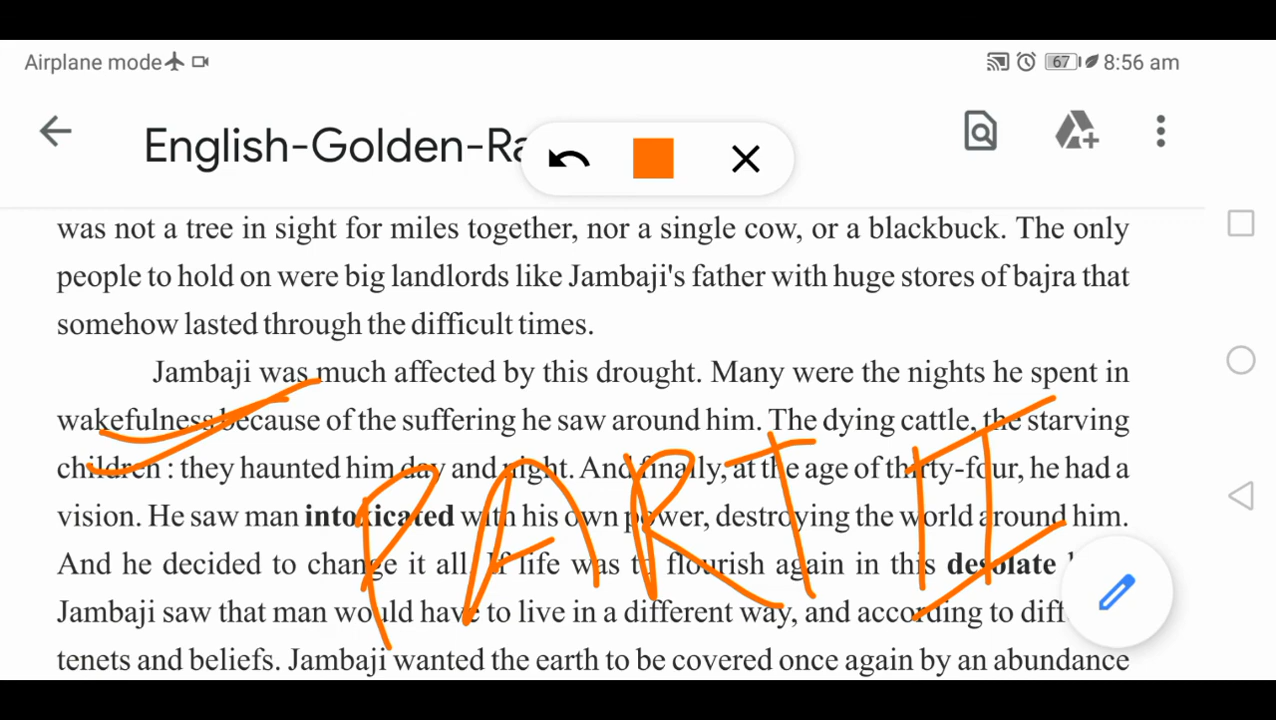 Airplane mode 67 8:56 am
English-Golden-Ra
was not a tree in sight for miles together, nor a single cow, or a blackbuck. The only
people to hold on were big landlords like Jambaji's father with huge stores of bajra that
somehow lasted through the difficult times.
Jambaji was much affected by this drought. Many were the nights he spent in
wakefulness because of the suffering he saw around him. The dying cattle, the starving
children : they haunted him day and night. And finally, at the age of thirty-four, he had a
vision. He saw man intoxicated with his own power, destroying the world around him.
PART II
And he decided to change it all. If life was to flourish again in this desolate
Jambaji saw that man would have to live in a different way, and according to diff
tenets and beliefs. Jambaji wanted the earth to be covered once again by an abundance